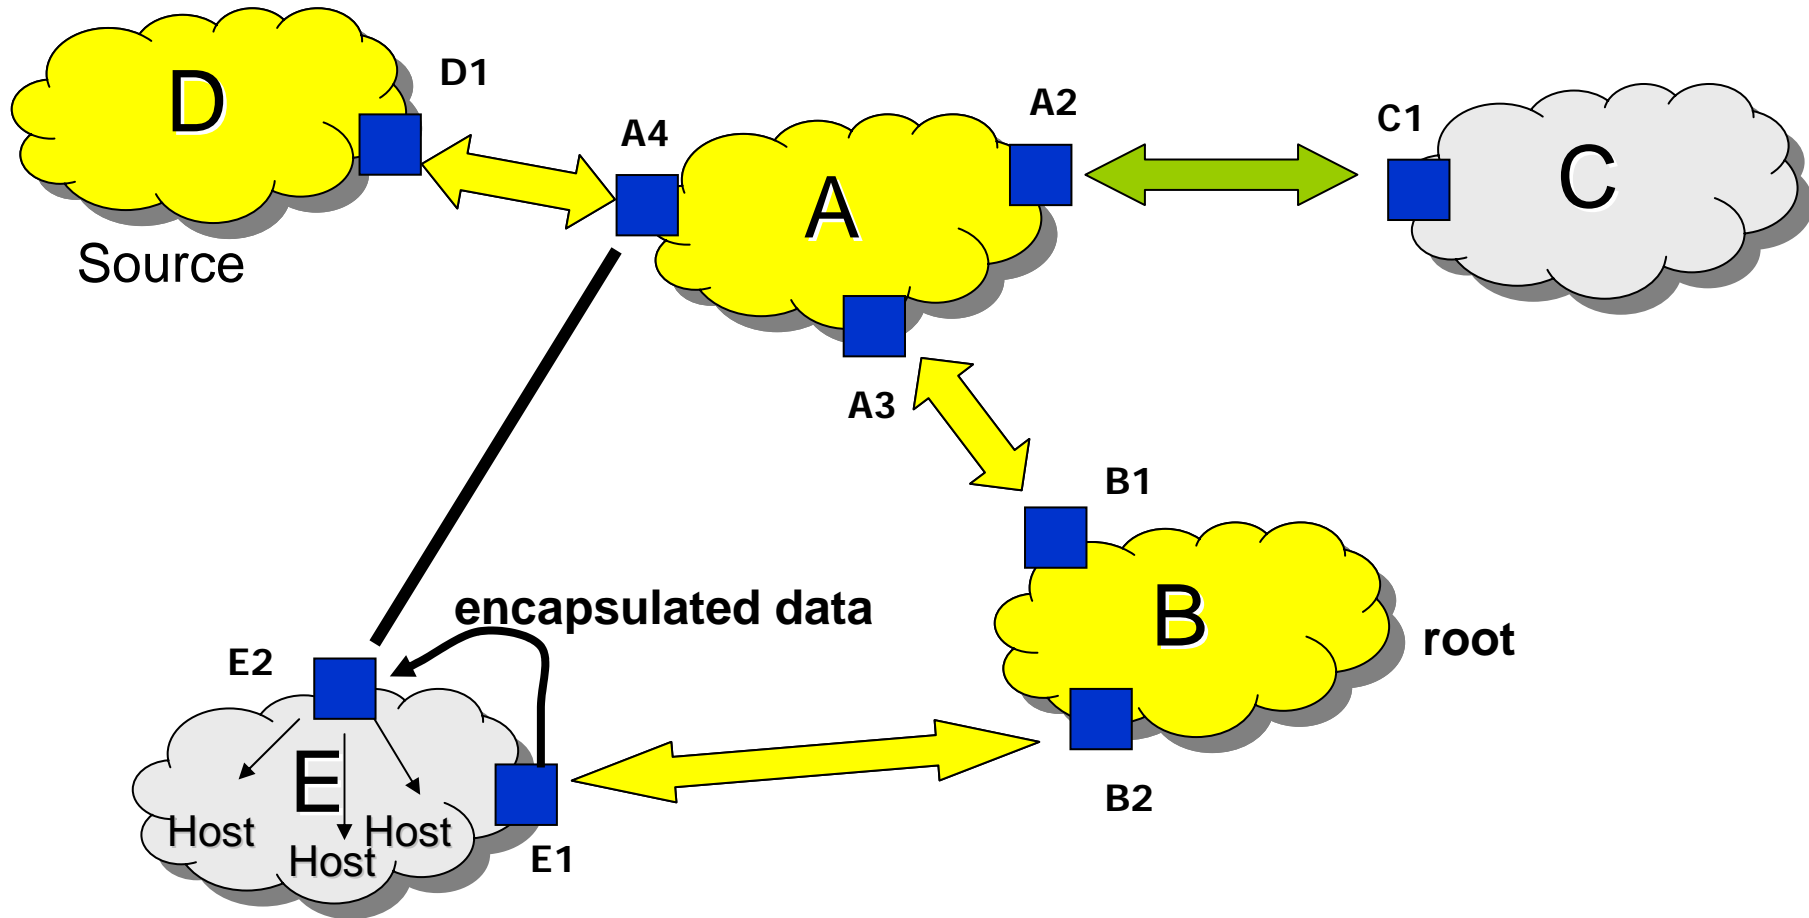 D
D1
Source
A4
A
A2
C1
C
A3
B1
B
root
B2
encapsulated data
E2
E
Host
Host
Host
E1